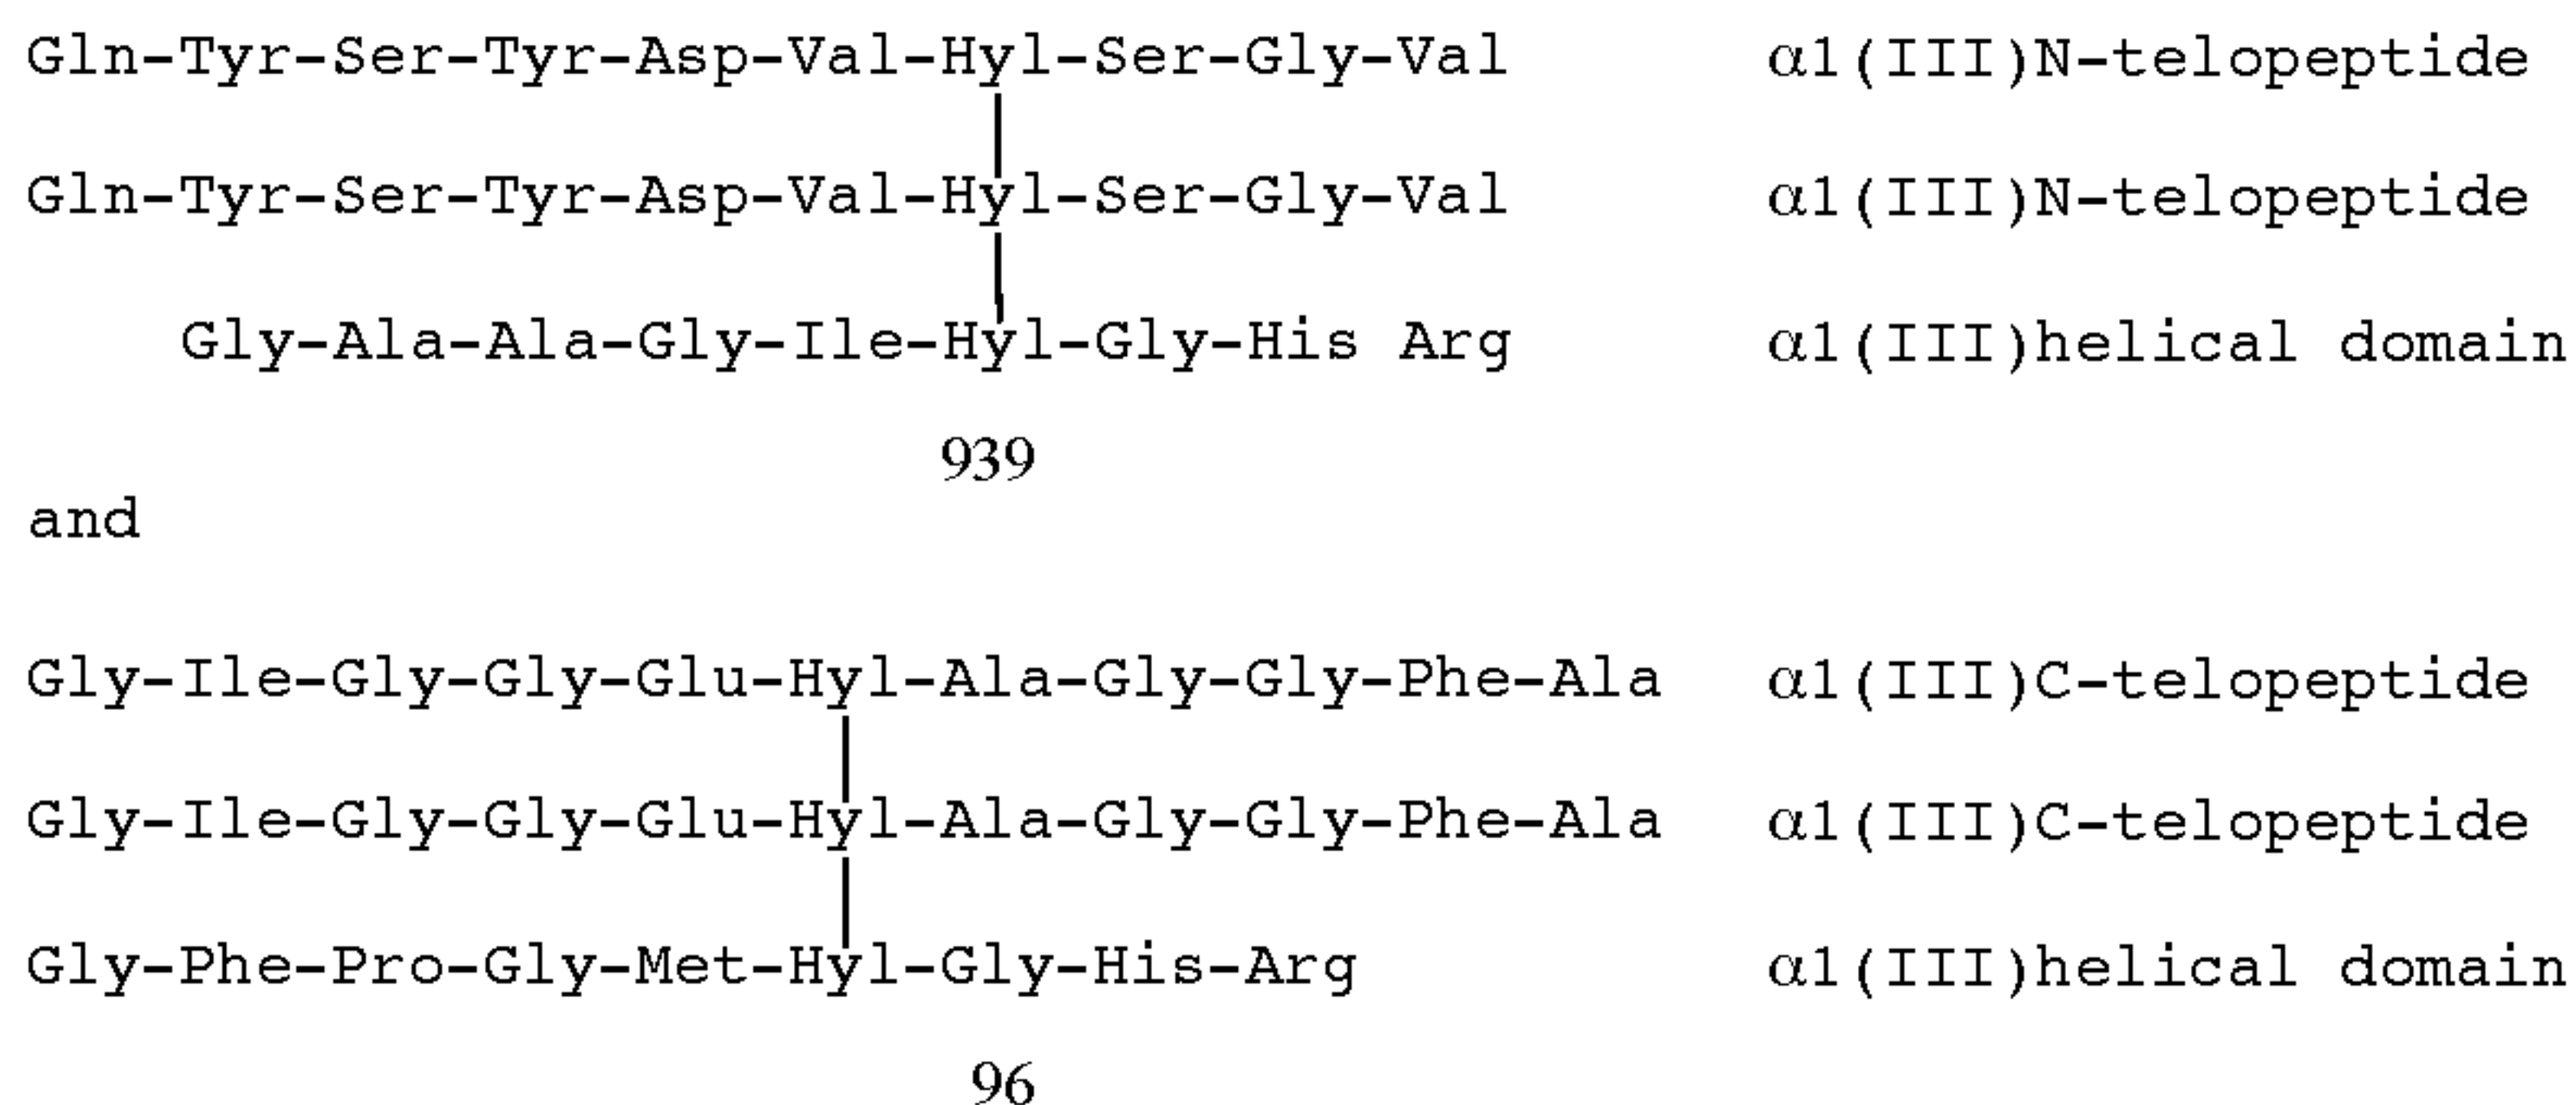 Gln-Tyr-Ser-Tyr-Asp-Val-Hyl-Ser-Gly-Val α1(III)N-telopeptide
Gln-Tyr-Ser-Tyr-Asp-Val-Hyl-Ser-Gly-Val α1(III)N-telopeptide
Gly-Ala-Ala-Gly-Ile-Hyl-Gly-His Arg α1(III)helical domain
939
and
Gly-Ile-Gly-Gly-Glu-Hyl-Ala-Gly-Gly-Phe-Ala α1(III)C-telopeptide
Gly-Ile-Gly-Gly-Glu-Hyl-Ala-Gly-Gly-Phe-Ala α1(III)C-telopeptide
Gly-Phe-Pro-Gly-Met-Hyl-Gly-His-Arg α1(III)helical domain
96